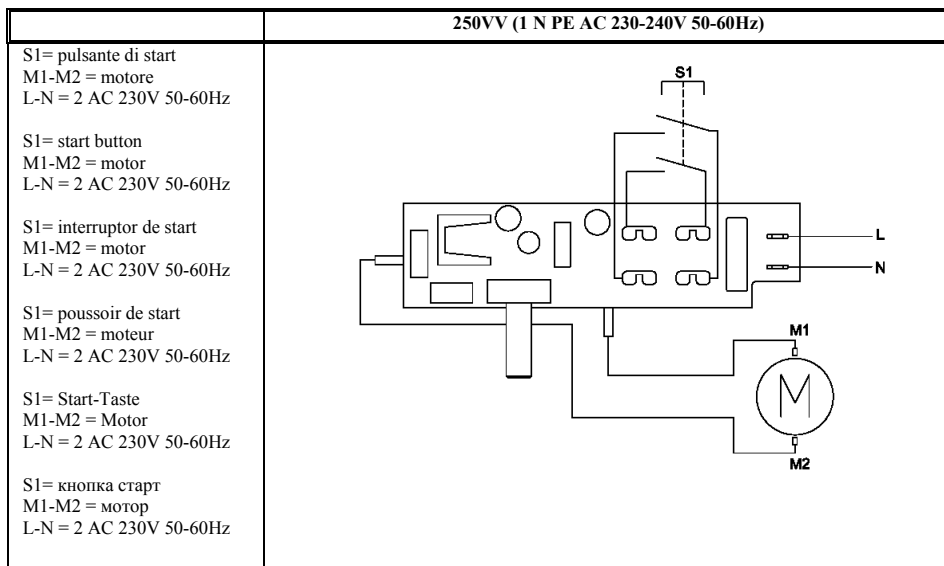 250VV (1 N PE AC 230-240V 50-60Hz)
S1= pulsante di start
M1-M2 = motore
L-N = 2 AC 230V 50-60Hz
S1= start button
M1-M2 = motor
L-N = 2 AC 230V 50-60Hz
S1= interruptor de start
M1-M2 = motor
L-N = 2 AC 230V 50-60Hz
S1= poussoir de start
M1-M2 = moteur
L-N = 2 AC 230V 50-60Hz
S1= Start-Taste
M1-M2 = Motor
L-N = 2 AC 230V 50-60Hz
S1= кнопка старт
M1-M2 = мотор
L-N = 2 AC 230V 50-60Hz
S1
L
N
M1
M
M2